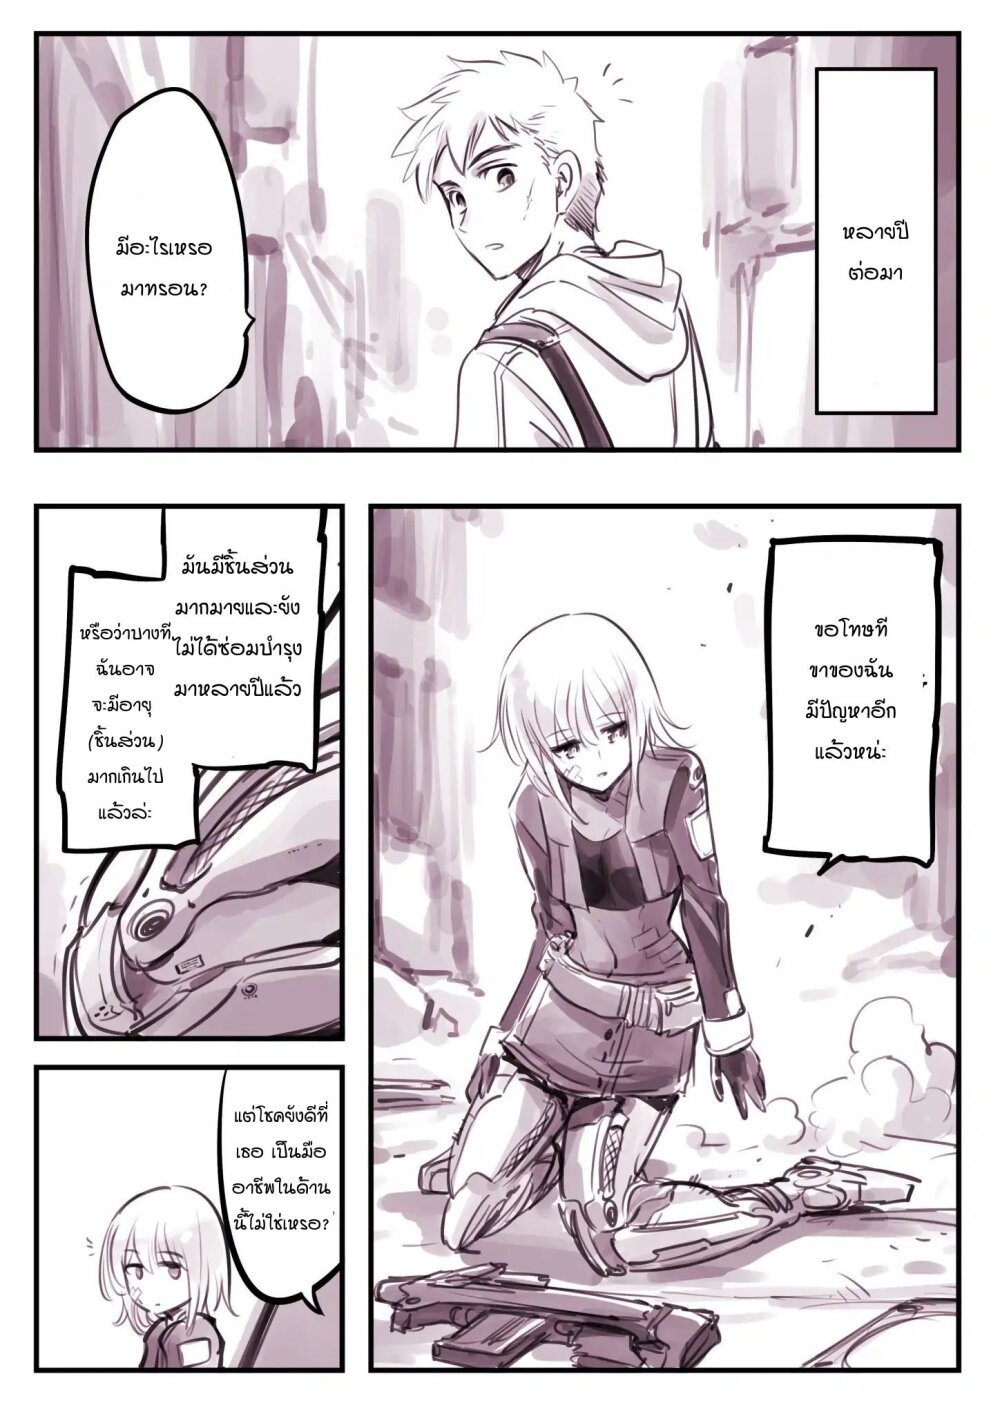 หลายปี
ต่อมา
มีอะไรเหรอ
มาทรอน?
ขอโทษที
ขาของฉัน
มีปัญหาอีก
แล้วหน่ะ
มันมีชิ้นส่วน
มากมายและยัง
ไม่ได้ซ่อมบำรุง
มาหลายปีแล้ว
หรือว่าบางที
ฉันอาจ
จะมีอายุ
(ชิ้นส่วน)
มากเกินไป
แล้วล่ะ
แต่โชคยังดีที่
เธอ เป็นมือ
อาชีพในด้าน
นี้ไม่ใช่เหรอ?